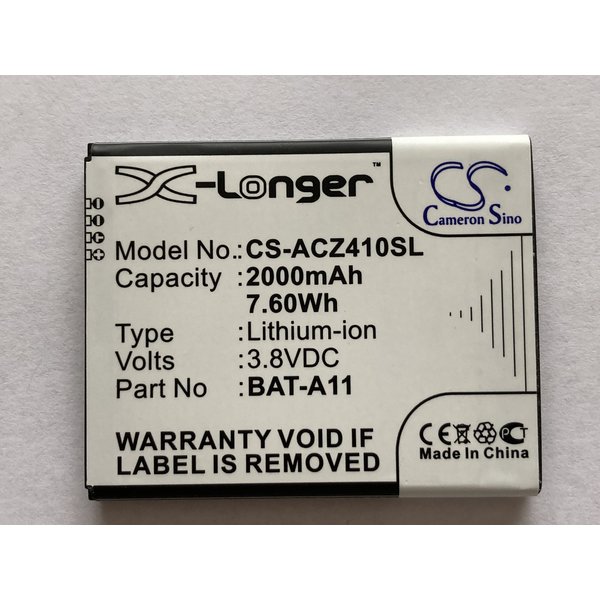 X-Longer™
CS
Cameron Sino
Model No.: CS-ACZ410SL
Capacity: 2000mAh
7.60Wh
Type: Lithium-ion
Volts: 3.8VDC
Part No.: BAT-A11
WARRANTY VOID IF
LABEL IS REMOVED
CE
Made In China